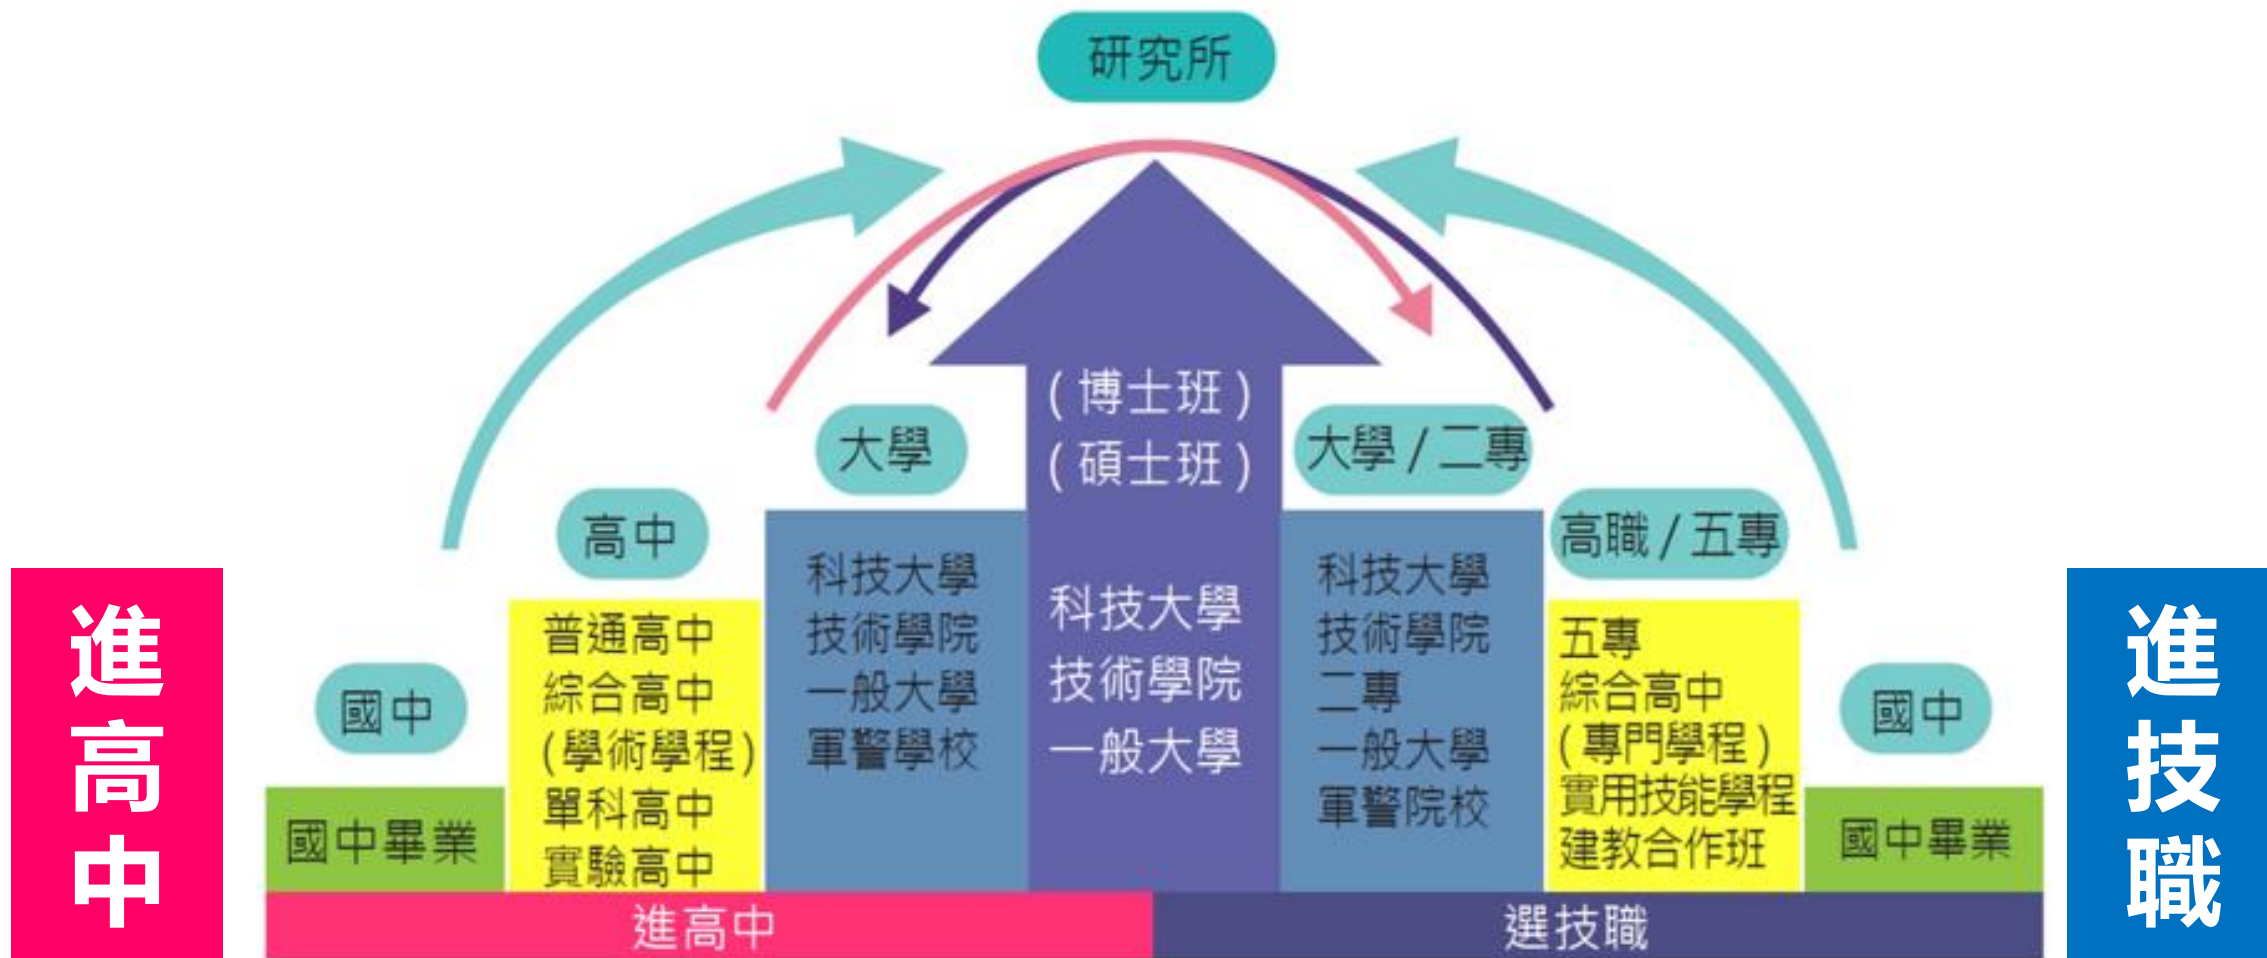 研究所
進高中
國中
國中畢業
高中
普通高中
綜合高中
(學術學程)
單科高中
實驗高中
大學
科技大學
技術學院
一般大學
軍警學校
(博士班)
(碩士班)
科技大學
技術學院
一般大學
大學/二專
科技大學
技術學院
二專
一般大學
軍警院校
高職/五專
五專
綜合高中
(專門學程)
實用技能學程
建教合作班
國中
國中畢業
進技職
進高中
選技職